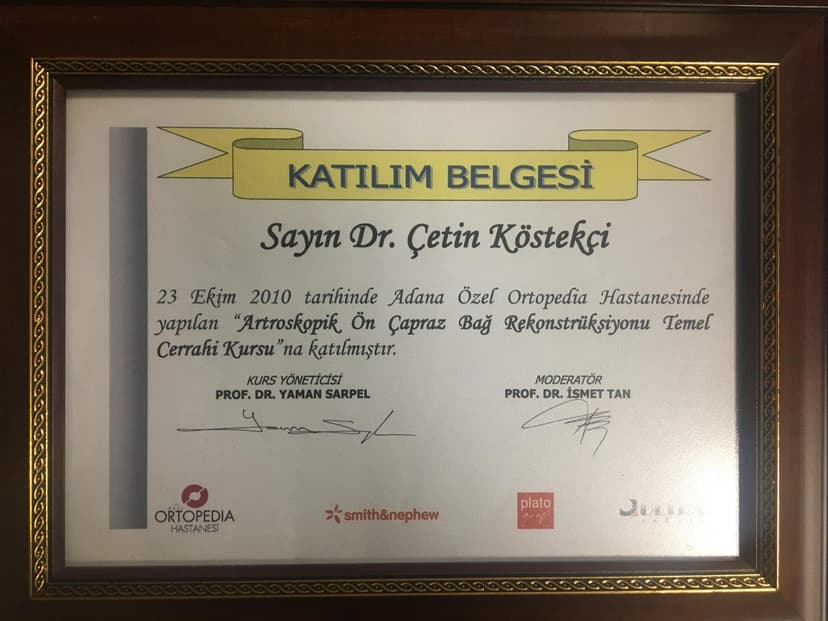 KATILIM BELGESİ
Sayın Dr. Çetin Köstekçi
23 Ekim 2010 tarihinde Adana Özel Ortopedia Hastanesinde
yapılan “Artroskopik Ön Çapraz Bağ Rekonstrüksiyonu Temel
Cerrahi Kursu”na katılmıştır.
KURS YÖNETİCİSİ
PROF. DR. YAMAN SARPEL
MODERATÖR
PROF. DR. İSMET TAN
ORTOPEDIA
HASTANESİ
smith&nephew
plato